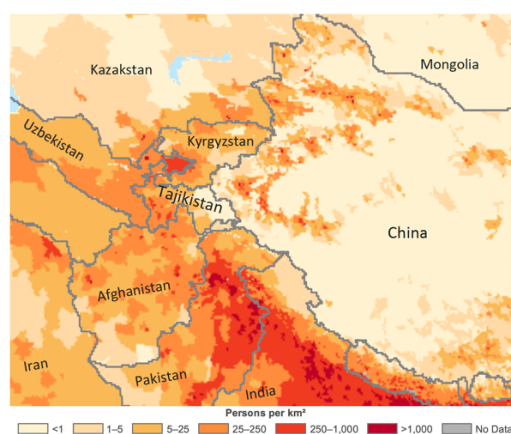 Kazakstan
Mongolia
Uzbekistan
Kyrgyzstan
Tajikistan
China
Afghanistan
Iran
Pakistan
India
Persons per km²
<1 1–5 5–25 25–250 250–1,000 >1,000 No Data